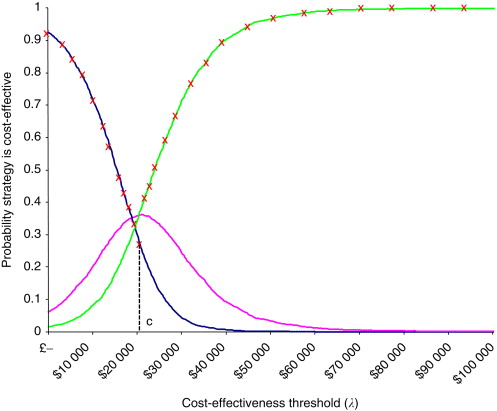 Probability strategy is cost-effective
1
0.9
0.8
0.7
0.6
0.5
0.4
0.3
0.2
0.1
0
c
£– $10 000 $20 000 $30 000 $40 000 $50 000 $60 000 $70 000 $80 000 $90 000 $100 000
Cost-effectiveness threshold (λ)